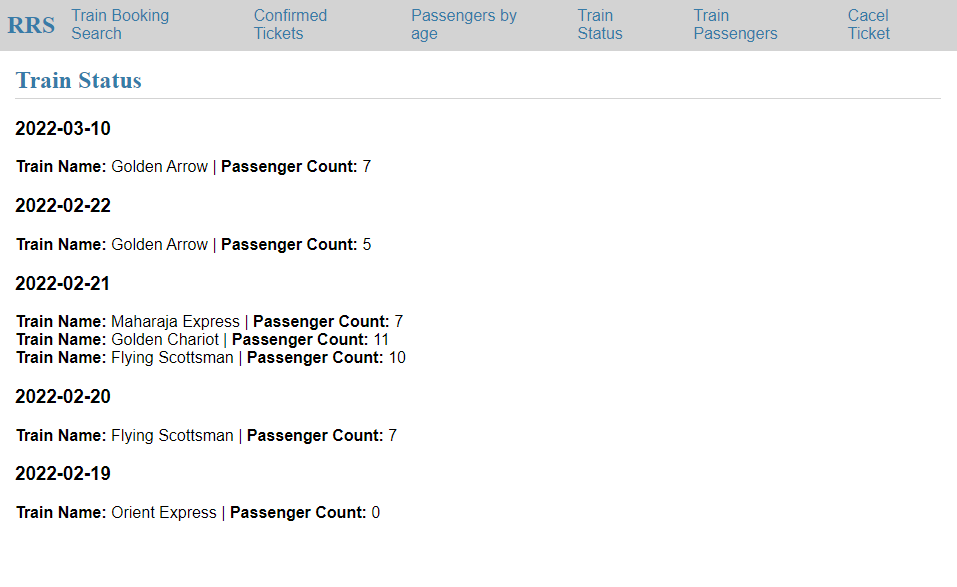 RRS
Train Booking
Search
Confirmed
Tickets
Passengers by
age
Train
Status
Train
Passengers
Cacel
Ticket
Train Status
2022-03-10
Train Name: Golden Arrow | Passenger Count: 7
2022-02-22
Train Name: Golden Arrow | Passenger Count: 5
2022-02-21
Train Name: Maharaja Express | Passenger Count: 7
Train Name: Golden Chariot | Passenger Count: 11
Train Name: Flying Scottsman | Passenger Count: 10
2022-02-20
Train Name: Flying Scottsman | Passenger Count: 7
2022-02-19
Train Name: Orient Express | Passenger Count: 0